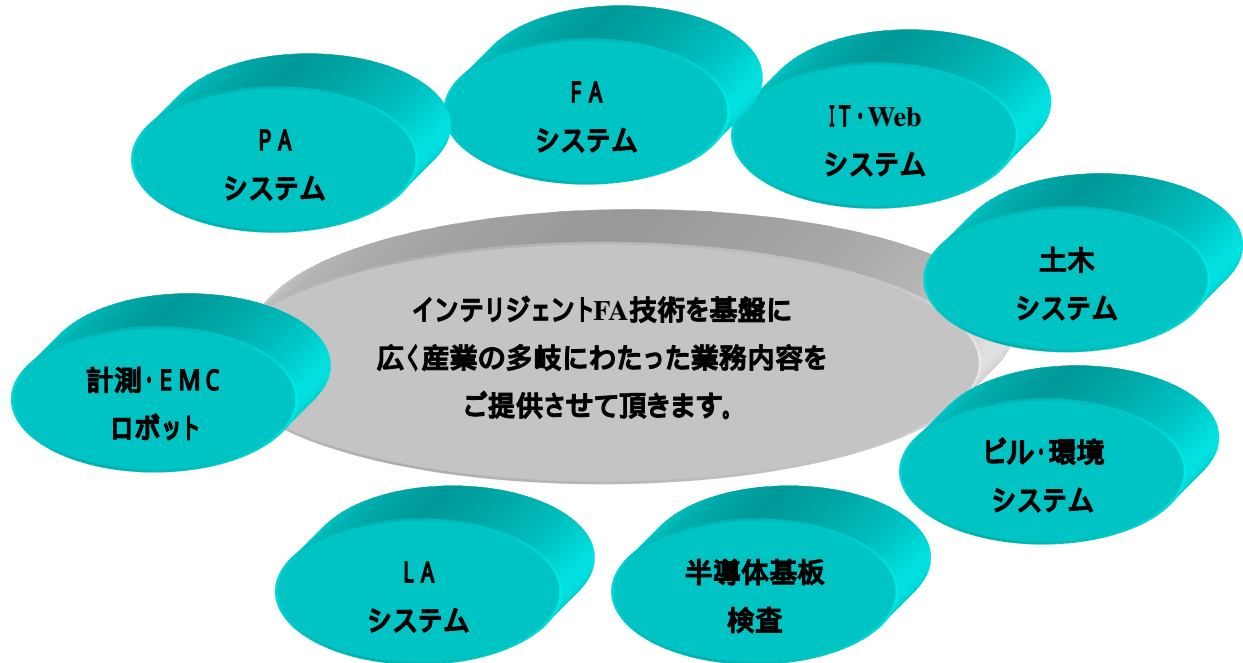 FA
システム
PA
システム
IT・Web
システム
土木
システム
インテリジェントFA技術を基盤に
広く産業の多岐にわたった業務内容を
ご提供させて頂きます。
計測・EMC
ロボット
ビル・環境
システム
LA
システム
半導体基板
検査